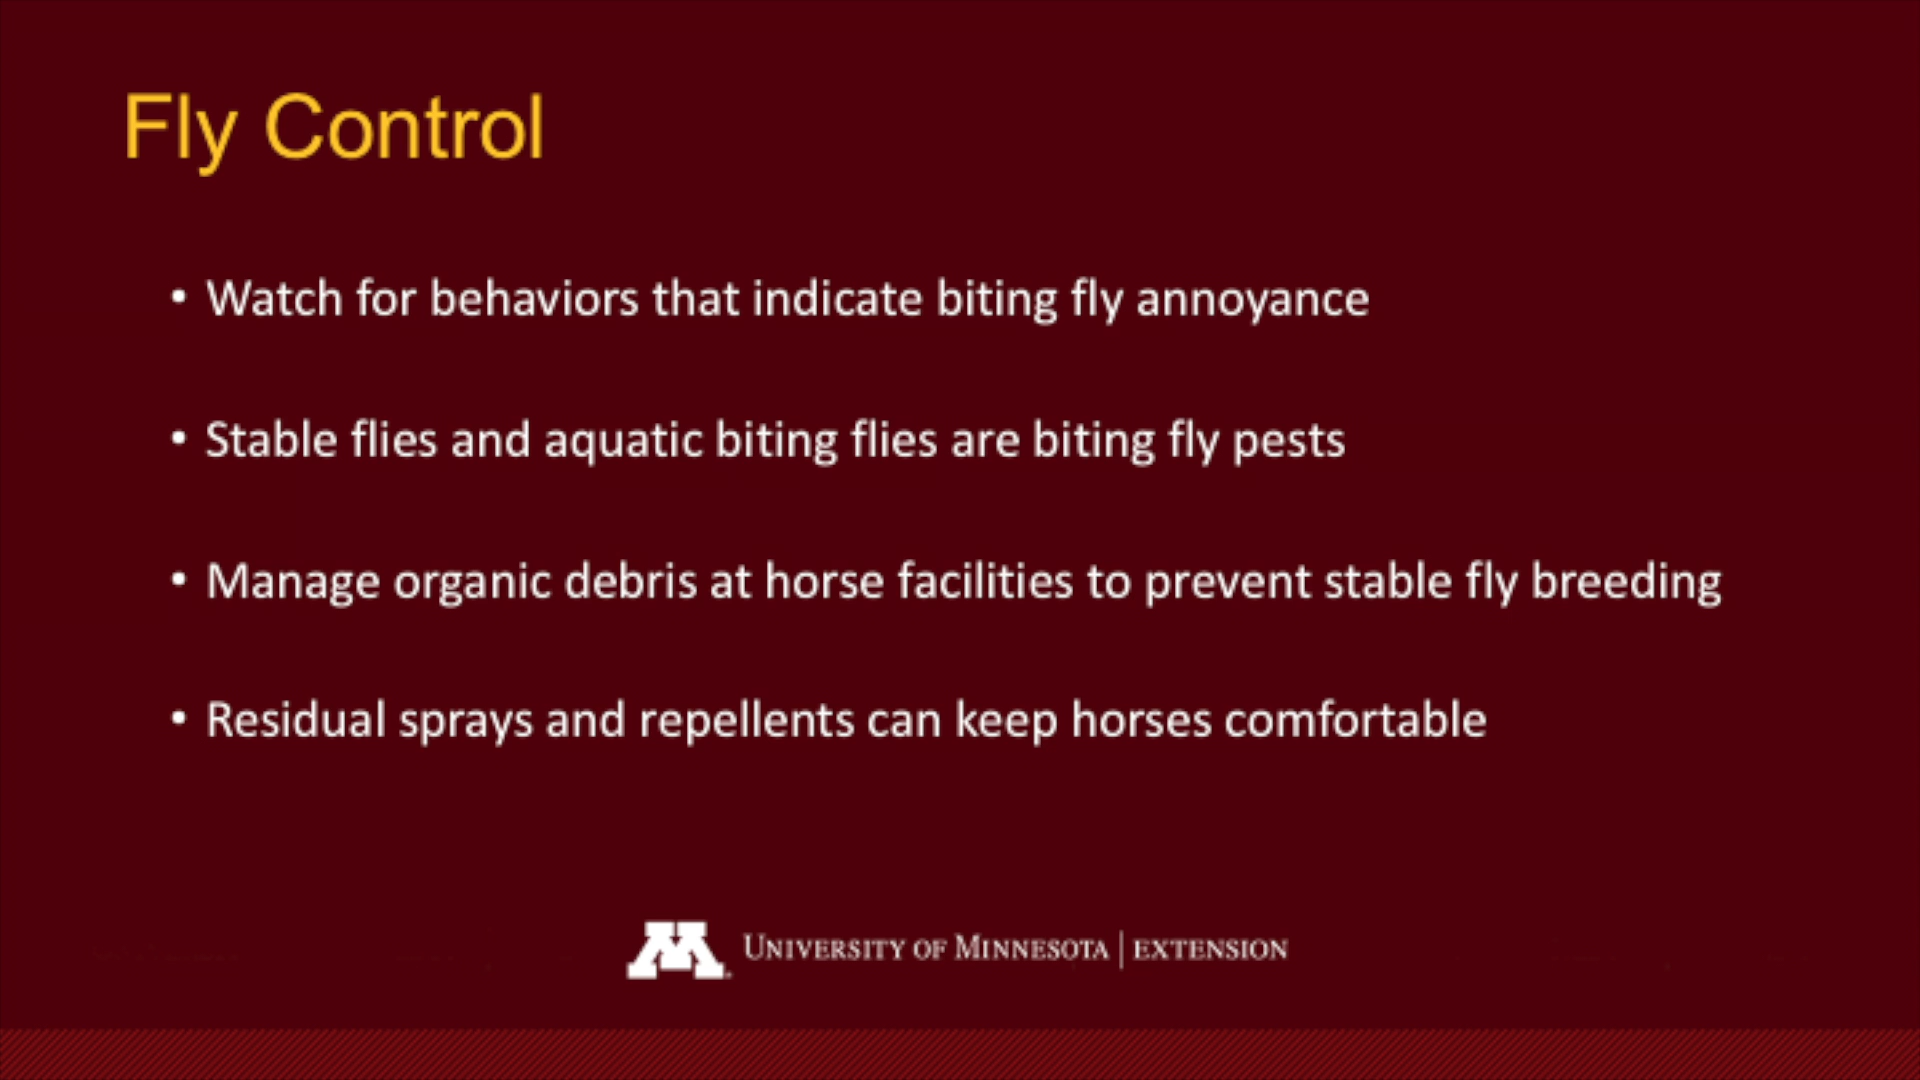 Fly Control
• Watch for behaviors that indicate biting fly annoyance
• Stable flies and aquatic biting flies are biting fly pests
• Manage organic debris at horse facilities to prevent stable fly breeding
• Residual sprays and repellents can keep horses comfortable
M UNIVERSITY OF MINNESOTA | EXTENSION